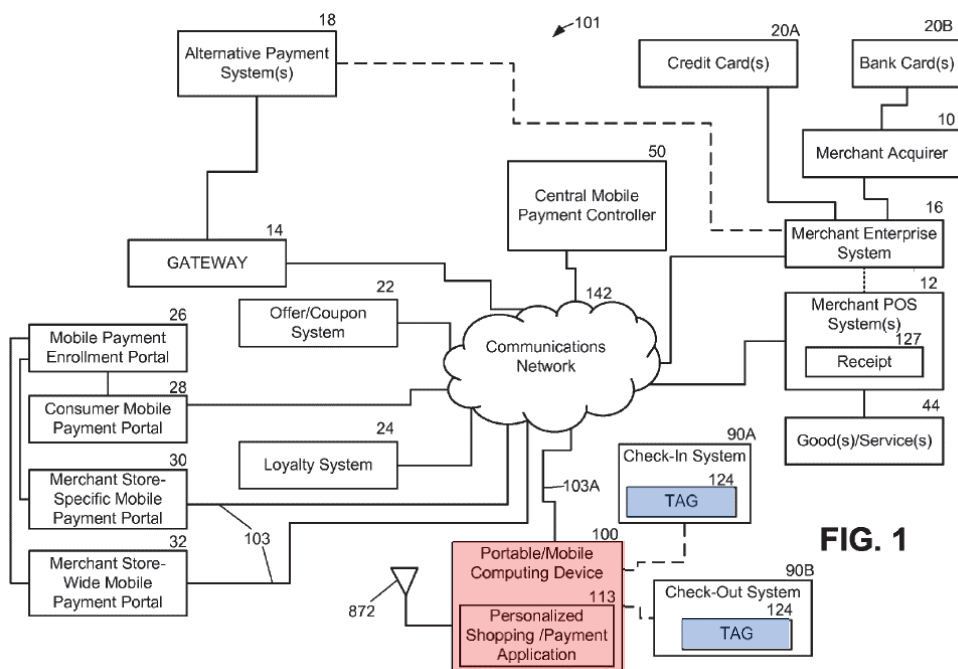 18
101
20A
20B
Alternative Payment
System(s)
Credit Card(s)
Bank Card(s)
10
Merchant Acquirer
50
Central Mobile
Payment Controller
16
Merchant Enterprise
System
14
GATEWAY
142
12
22
Offer/Coupon
System
Merchant POS
System(s)
127
Receipt
26
Mobile Payment
Enrollment Portal
Communications
Network
28
Consumer Mobile
Payment Portal
24
Loyalty System
44
Good(s)/Service(s)
30
Merchant Store-
Specific Mobile
Payment Portal
90A
Check-In System
124
TAG
103A
103
FIG. 1
32
Merchant Store-
Wide Mobile
Payment Portal
100
Portable/Mobile
Computing Device
90B
Check-Out System
124
TAG
872
113
Personalized
Shopping /Payment
Application